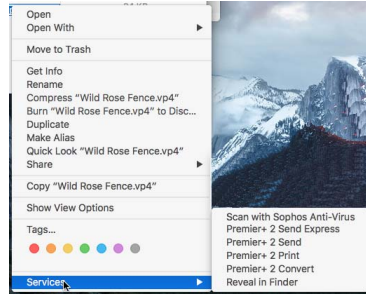 Open
Open With
Move to Trash
Get Info
Rename
Compress “Wild Rose Fence.vp4”
Burn “Wild Rose Fence.vp4” to Disc...
Duplicate
Make Alias
Quick Look “Wild Rose Fence.vp4”
Share
Copy “Wild Rose Fence.vp4”
Show View Options
Tags...
Services
Scan with Sophos Anti-Virus
Premier+ 2 Send Express
Premier+ 2 Send
Premier+ 2 Print
Premier+ 2 Convert
Reveal in Finder